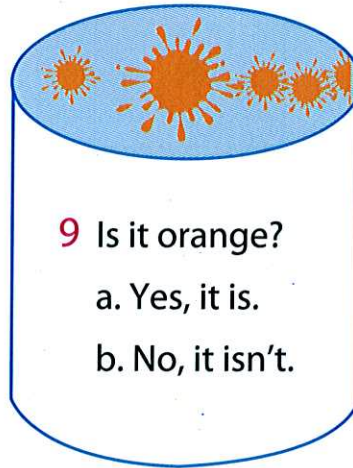 9 Is it orange?
a. Yes, it is.
b. No, it isn't.